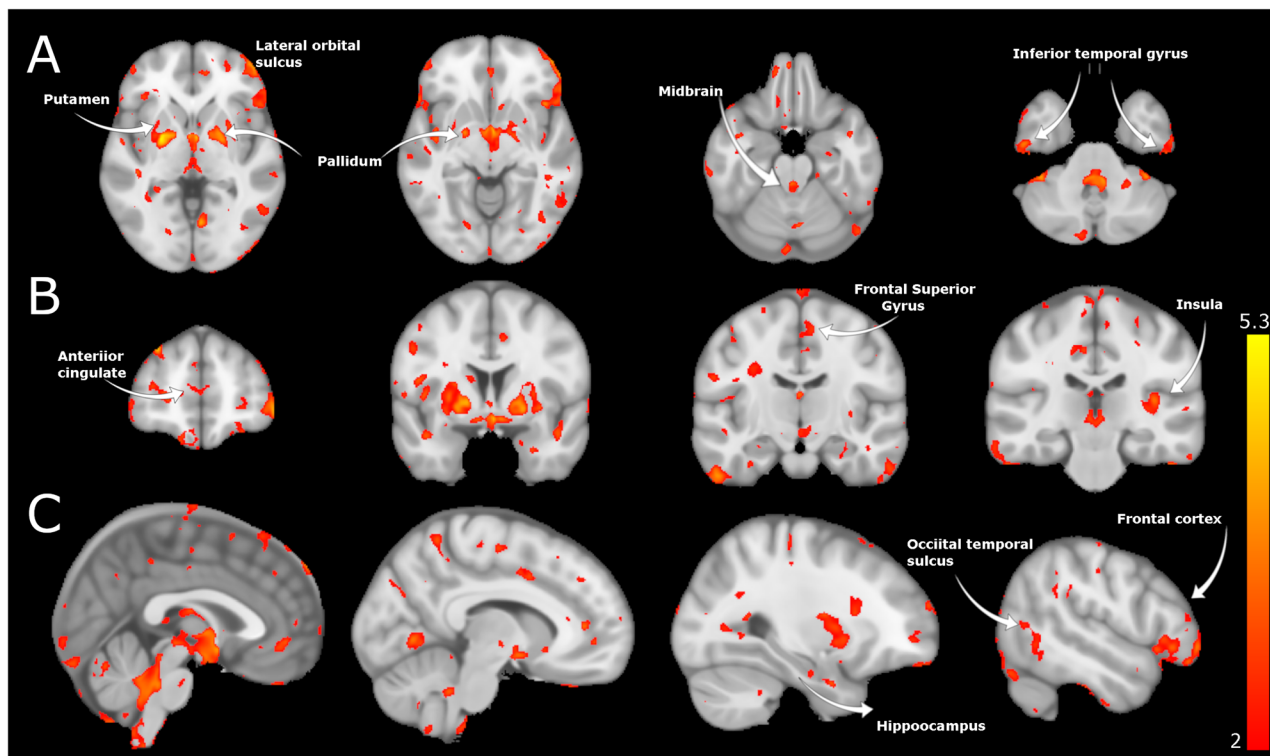 A
Lateral orbital
sulcus
Putamen
Pallidum
Midbrain
Inferior temporal gyrus
B
Anteriior
cingulate
Frontal Superior
Gyrus
Insula
5.3
C
Occiital temporal
sulcus
Frontal cortex
Hippoocampus
2